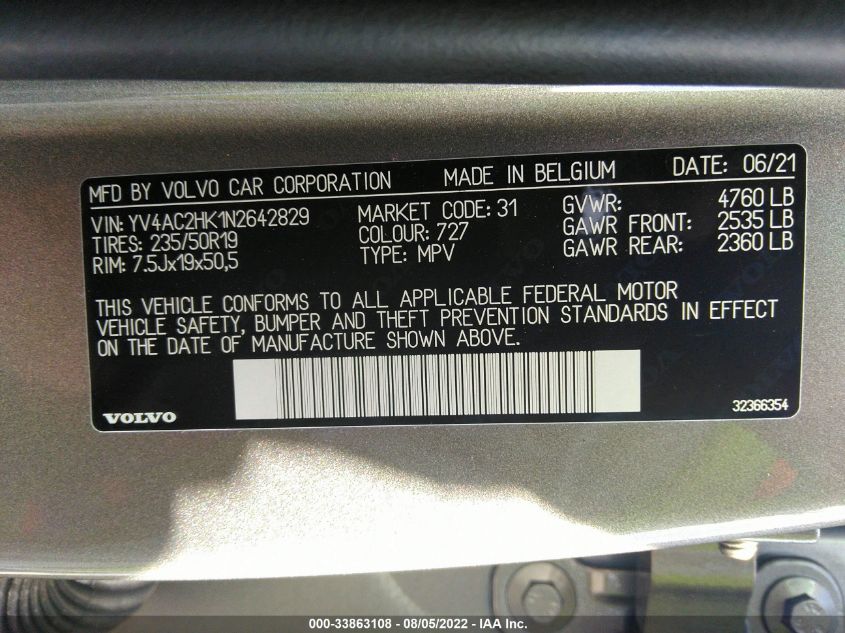 MFD BY VOLVO CAR CORPORATION MADE IN BELGIUM DATE: 06/21
VIN: YV4AC2HK1N2642829 MARKET CODE: 31 GVWR: 4760 LB
TIRES: 235/50R19 COLOUR: 727 GAWR FRONT: 2535 LB
RIM: 7.5Jx19x50,5 TYPE: MPV GAWR REAR: 2360 LB
THIS VEHICLE CONFORMS TO ALL APPLICABLE FEDERAL MOTOR
VEHICLE SAFETY, BUMPER AND THEFT PREVENTION STANDARDS IN EFFECT
ON THE DATE OF MANUFACTURE SHOWN ABOVE.
VOLVO 32366354
000-33863108 - 08/05/2022 - IAA Inc.